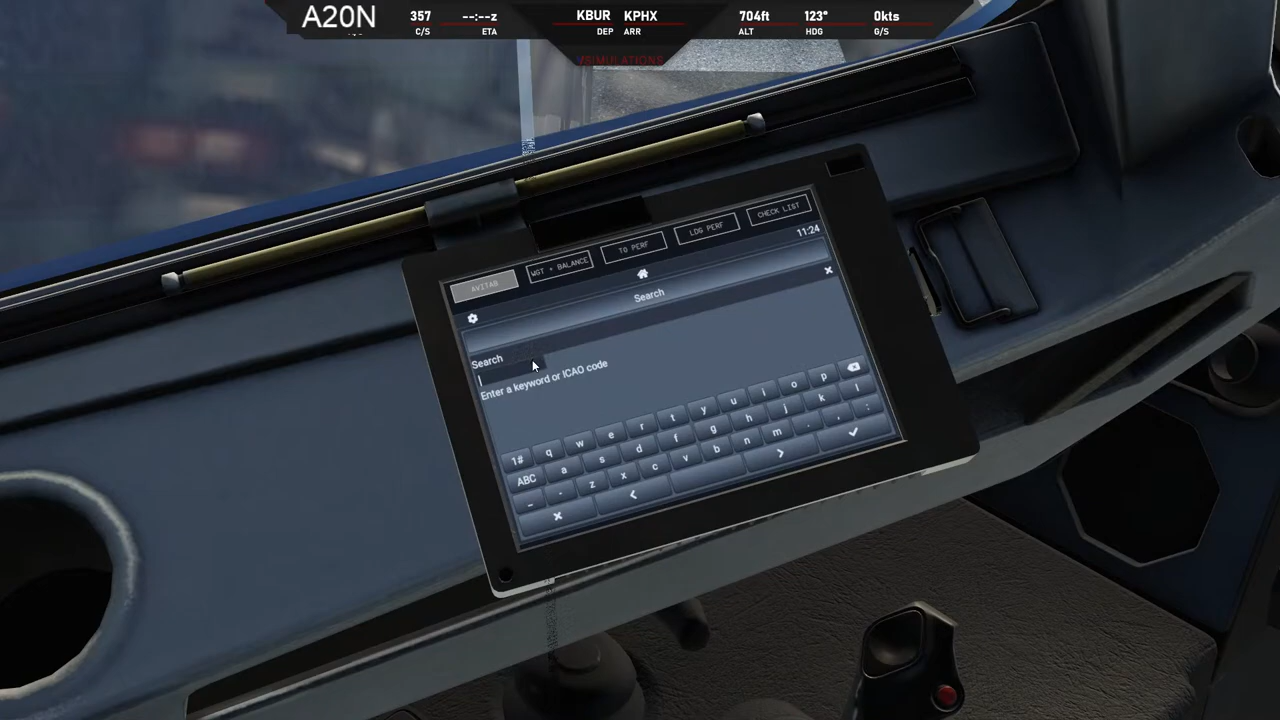 A20N 357 --:--z KBUR KPHX 704ft 123° 0kts
C/S ETA DEP ARR ALT HDG G/S
SIMULATIONS
AVITAB WGT + BALANCE TO PERF LDG PERF CHECK LIST
11:24
Search
Search
Enter a keyword or ICAO code
1# q w e r t y u i o p
ABC a s d f g h j k l
_ - z x c v b n m . , :